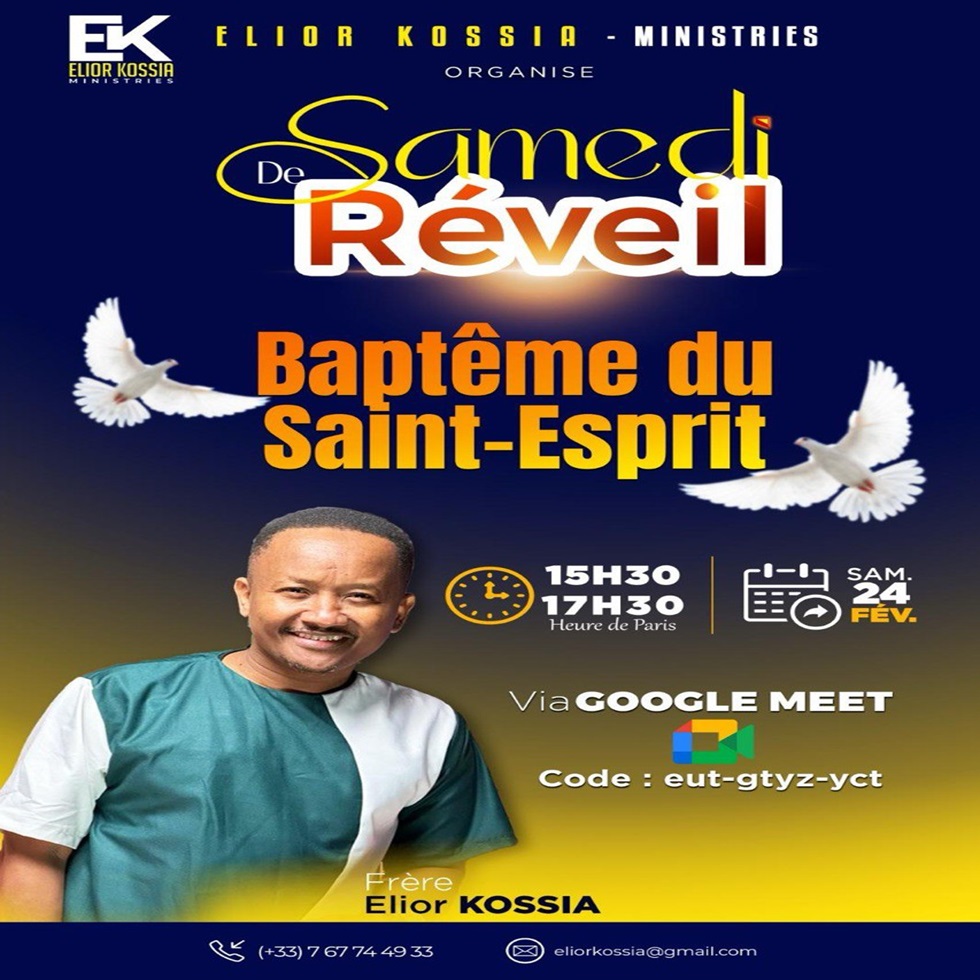 EK
ELIOR KOSSIA
MINISTRIES
ELIOR KOSSIA - MINISTRIES
ORGANISE
Samedi
De
Réveil
Baptême du
Saint-Esprit
15H30
17H30
Heure de Paris
SAM.
24
FÉV.
Via GOOGLE MEET
Code : eut-gtyz-yct
Frère
Elior KOSSIA
(+33) 7 67 74 49 33
eliorkossia@gmail.com